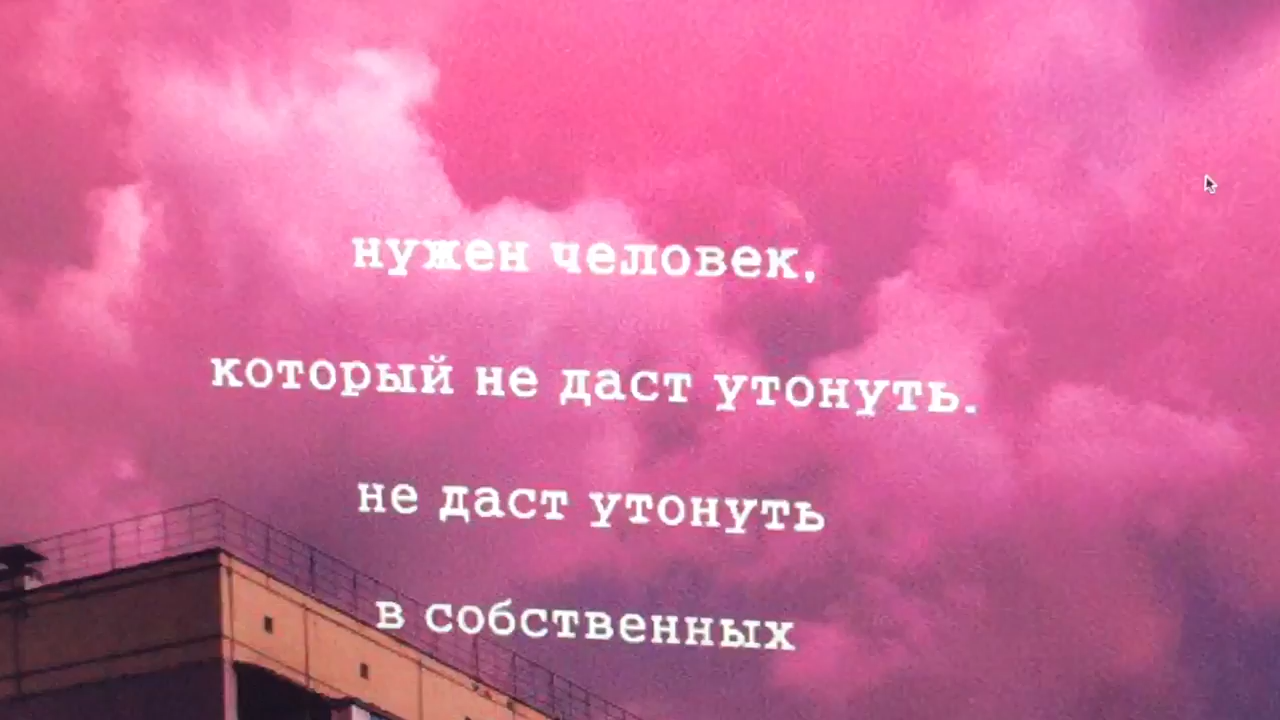 нужен человек,
который не даст утонуть.
не даст утонуть
в собственных